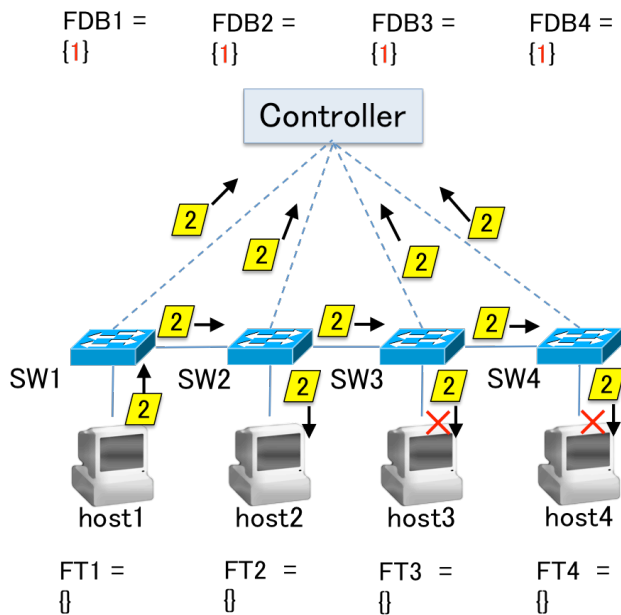 FDB1 =
{1}
FDB2 =
{1}
FDB3 =
{1}
FDB4 =
{1}
Controller
2
2
2
2
2
2
2
SW1
SW2
SW3
SW4
2
2
2
2
host1
host2
host3
host4
FT1 =
{}
FT2 =
{}
FT3 =
{}
FT4 =
{}